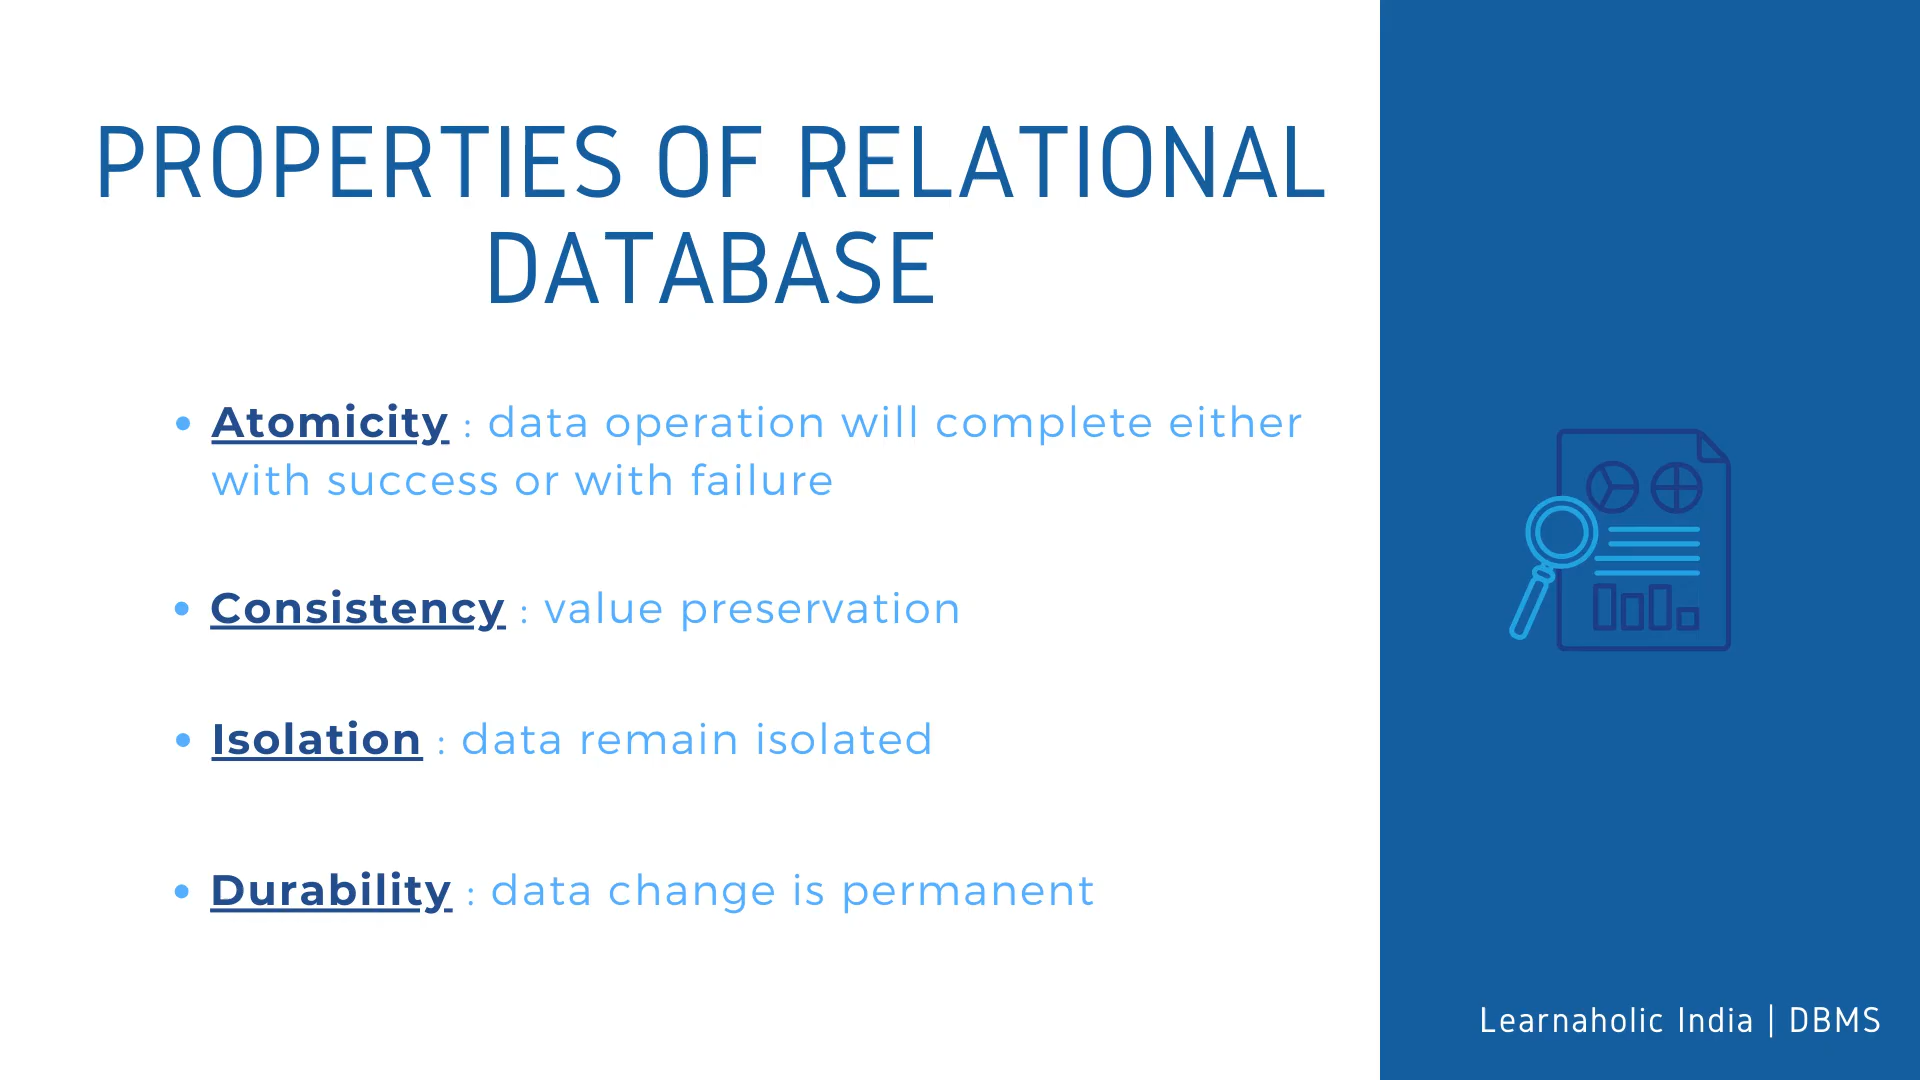 PROPERTIES OF RELATIONAL
DATABASE
• Atomicity : data operation will complete either
with success or with failure
• Consistency : value preservation
• Isolation : data remain isolated
• Durability : data change is permanent
Learnaholic India | DBMS